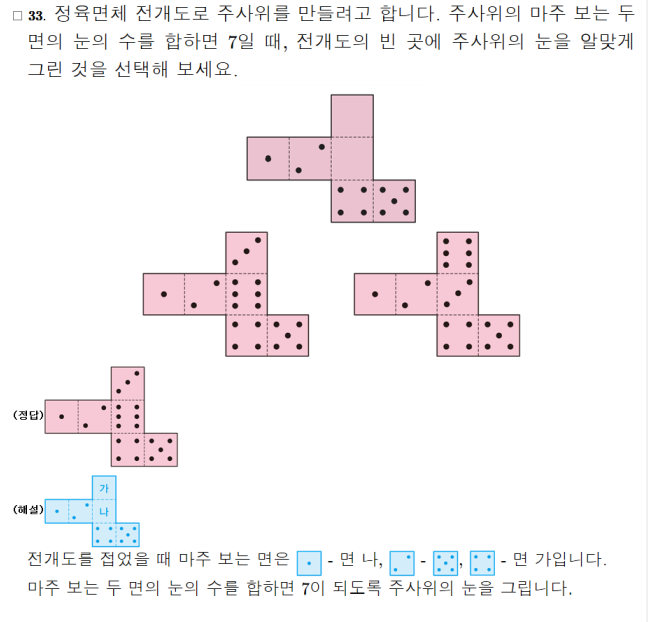 □ 33. 정육면체 전개도로 주사위를 만들려고 합니다. 주사위의 마주 보는 두
면의 눈의 수를 합하면 7일 때, 전개도의 빈 곳에 주사위의 눈을 알맞게
그린 것을 선택해 보세요.
(정답)
가
(해설)
나
전개도를 접었을 때 마주 보는 면은 - 면 나, - , - 면 가입니다.
마주 보는 두 면의 눈의 수를 합하면 7이 되도록 주사위의 눈을 그립니다.